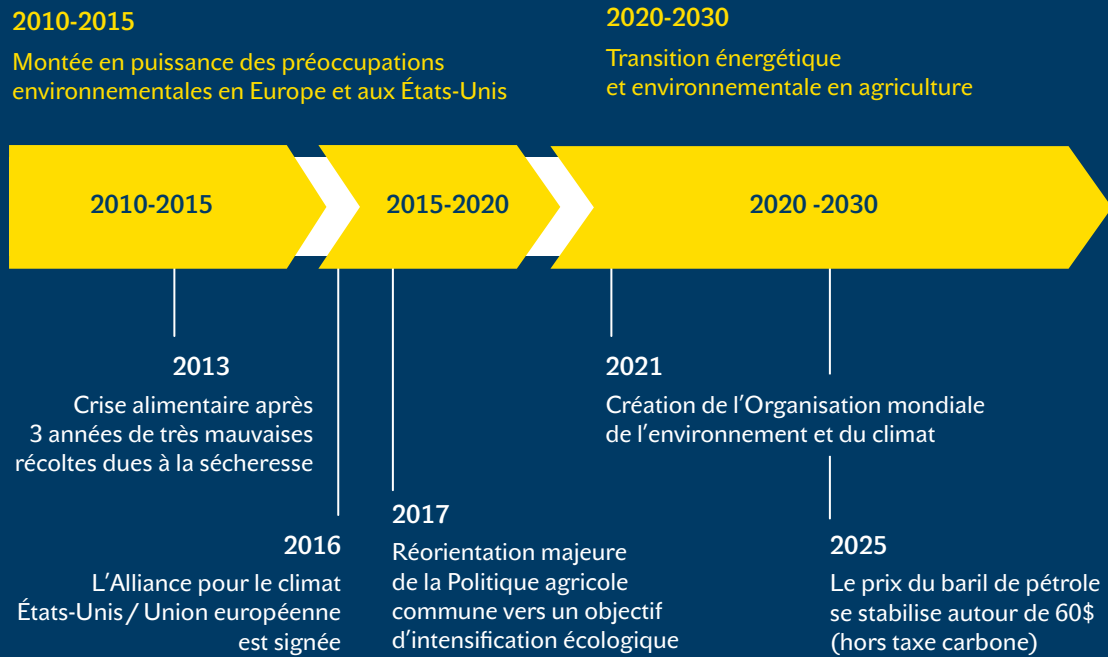 2010-2015
Montée en puissance des préoccupations
environnementales en Europe et aux États-Unis
2020-2030
Transition énergétique
et environnementale en agriculture
2010-2015
2015-2020
2020 -2030
2013
Crise alimentaire après
3 années de très mauvaises
récoltes dues à la sécheresse
2016
L'Alliance pour le climat
États-Unis / Union européenne
est signée
2017
Réorientation majeure
de la Politique agricole
commune vers un objectif
d'intensification écologique
2021
Création de l'Organisation mondiale
de l'environnement et du climat
2025
Le prix du baril de pétrole
se stabilise autour de 60$
(hors taxe carbone)